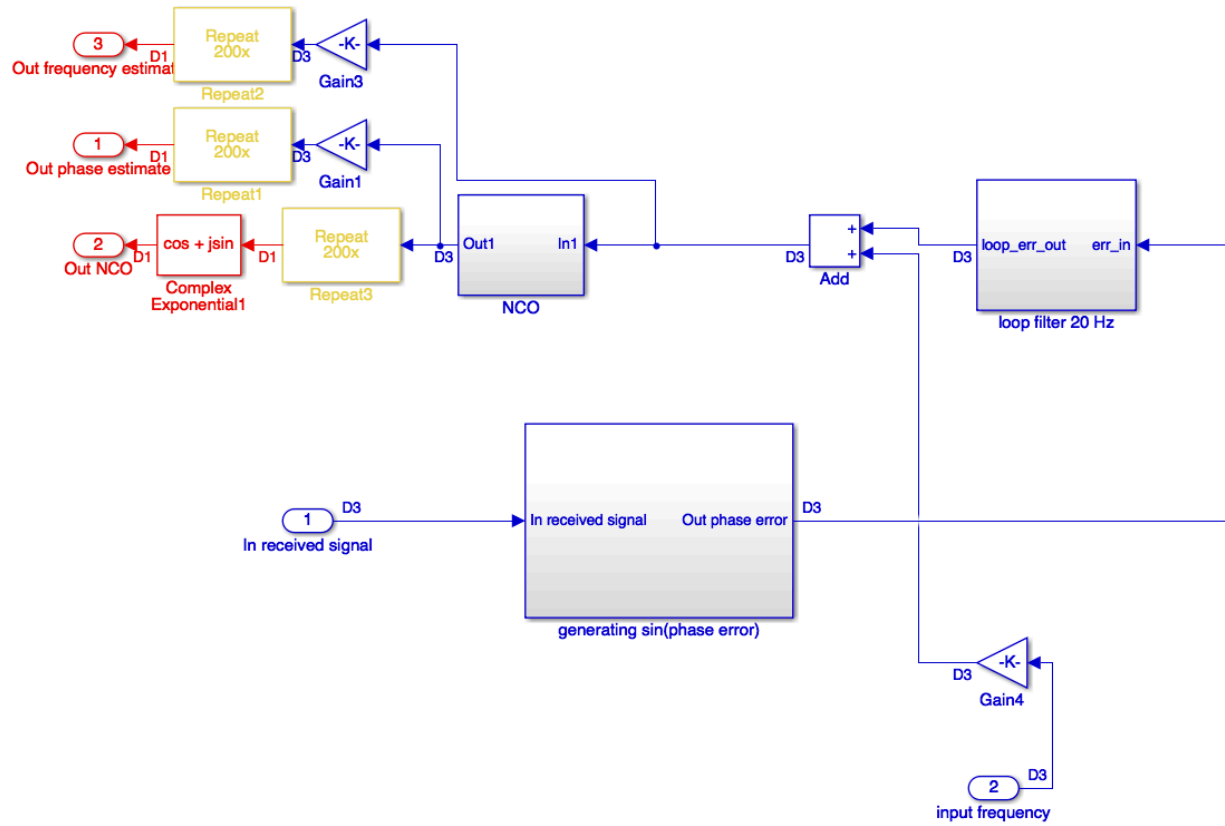 3
D1
Out frequency estimat
Repeat
200x
Repeat2
D3
-K-
Gain3
1
D1
Out phase estimate
Repeat
200x
Repeat1
D3
-K-
Gain1
2
D1
Out NCO
cos + jsin
Complex
Exponential1
D1
Repeat
200x
Repeat3
D3
Out1
In1
NCO
D3
+
+
Add
D3
loop_err_out
err_in
loop filter 20 Hz
1
D3
In received signal
In received signal
Out phase error
D3
generating sin(phase error)
D3
-K-
Gain4
D3
2
input frequency